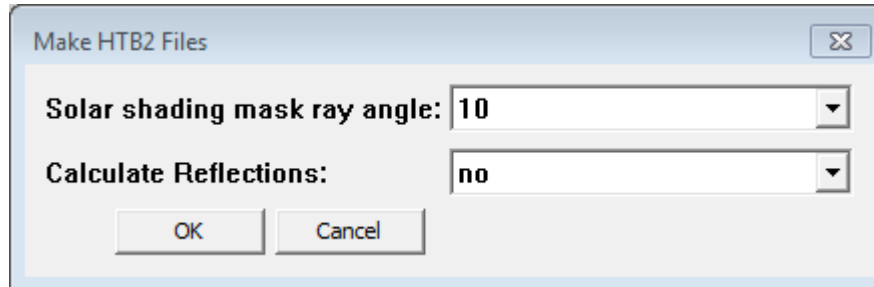 Make HTB2 Files
Solar shading mask ray angle: 10
Calculate Reflections: no
OK Cancel